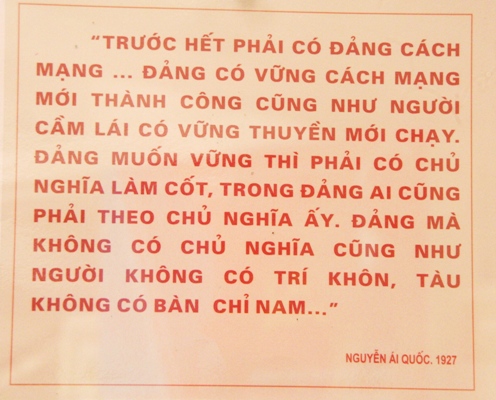 "TRƯỚC HẾT PHẢI CÓ ĐẢNG CÁCH
MẠNG ... ĐẢNG CÓ VỮNG CÁCH MẠNG
MỚI THÀNH CÔNG CŨNG NHƯ NGƯỜI
CẦM LÁI CÓ VỮNG THUYỀN MỚI CHẠY.
ĐẢNG MUỐN VỮNG THÌ PHẢI CÓ CHỦ
NGHĨA LÀM CỐT, TRONG ĐẢNG AI CŨNG
PHẢI THEO CHỦ NGHĨA ẤY. ĐẢNG MÀ
KHÔNG CÓ CHỦ NGHĨA CŨNG NHƯ
NGƯỜI KHÔNG CÓ TRÍ KHÔN, TÀU
KHÔNG CÓ BÀN CHỈ NAM..."
NGUYỄN ÁI QUỐC. 1927